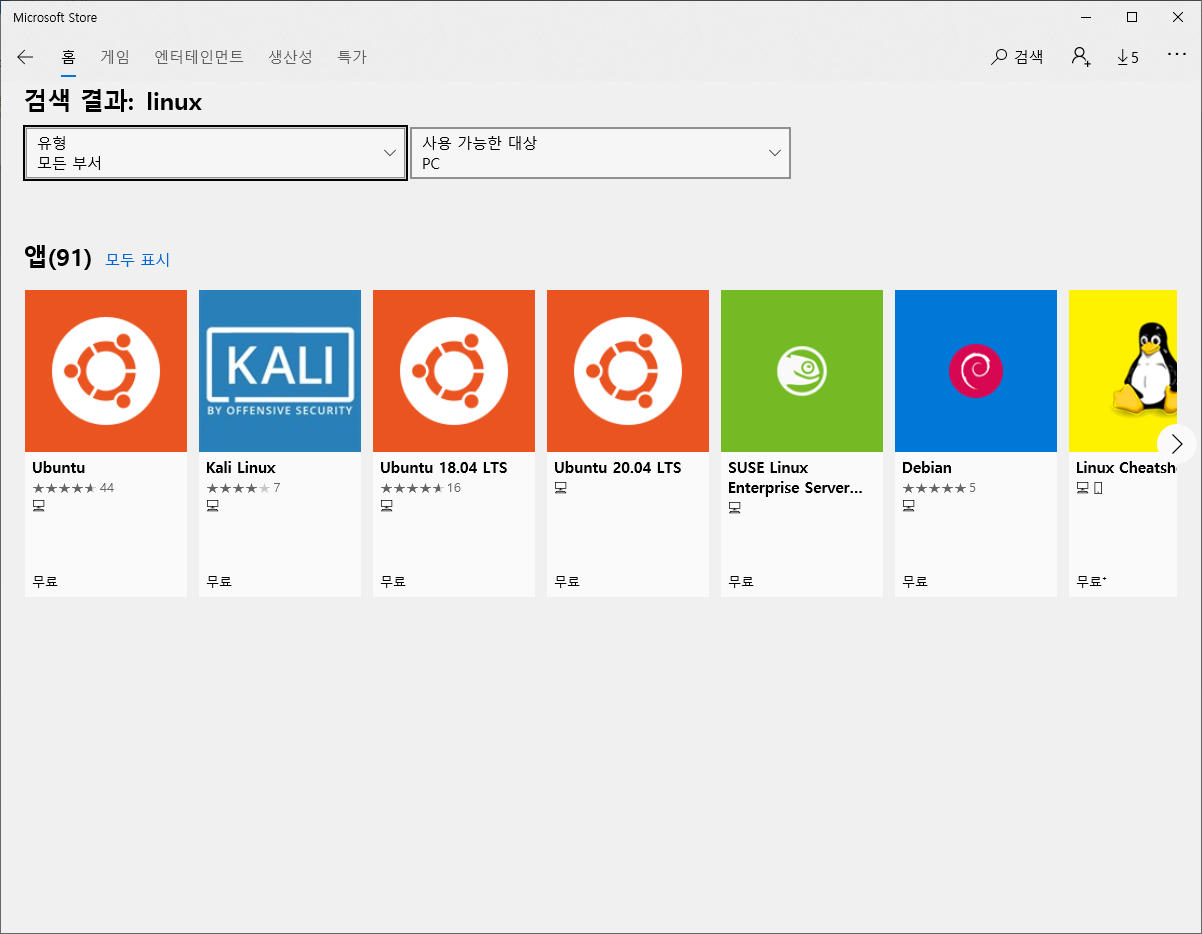 Microsoft Store
홈 게임 엔터테인먼트 생산성 특가 검색 5
검색 결과: linux
유형
모든 부서
사용 가능한 대상
PC
앱(91) 모두 표시
KALI
BY OFFENSIVE SECURITY
Ubuntu
44
무료
Kali Linux
7
무료
Ubuntu 18.04 LTS
16
무료
Ubuntu 20.04 LTS
무료
SUSE Linux
Enterprise Server...
무료
Debian
5
무료
Linux Cheatsh
무료+